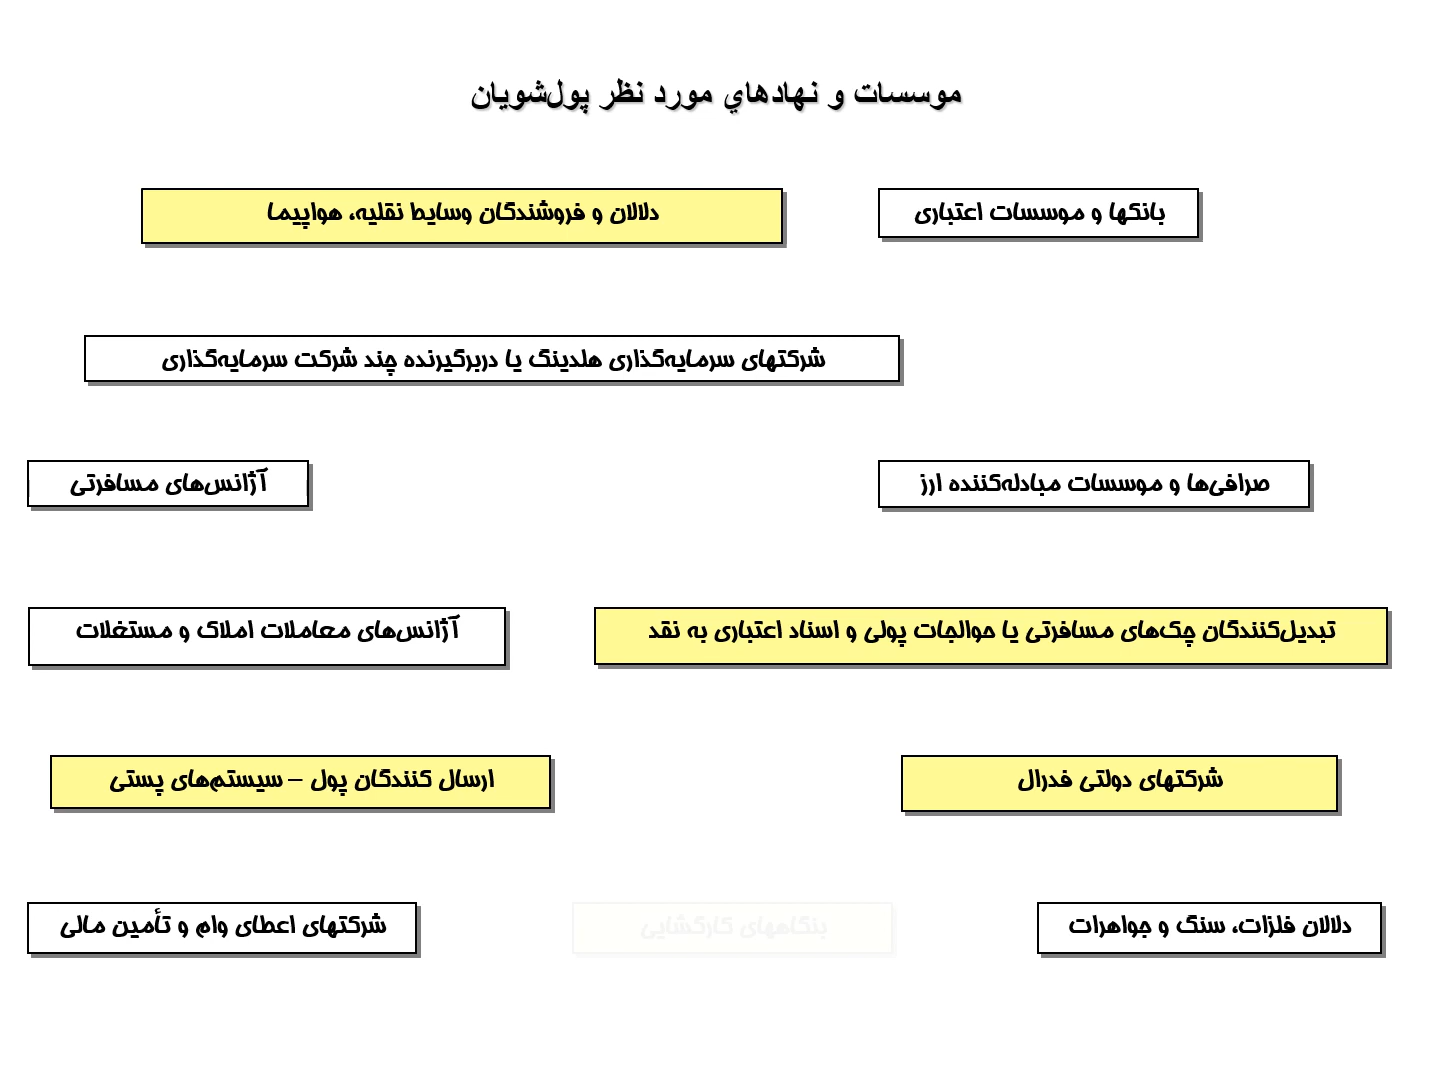 موسسات و نهادهاي مورد نظر پول‌شویان
بانکها و موسسات اعتباری
دلالان و فروشندگان وسایط نقلیه، هواپیما
شرکتهای سرمایه‌گذاری هلدینگ یا دربرگیرنده چند شرکت سرمایه‌گذاری
صرافی‌ها و موسسات مبادله‌کننده ارز
آژانس‌های مسافرتی
تبدیل‌کنندگان چک‌های مسافرتی یا حوالجات پولی و اسناد اعتباری به نقد
آژانس‌های معاملات املاک و مستغلات
شرکتهای دولتی فدرال
ارسال کنندگان پول – سیستم‌های پستی
دلالان فلزات، سنگ و جواهرات
بنگاههای کارگشایی
شرکتهای اعطای وام و تأمین مالی